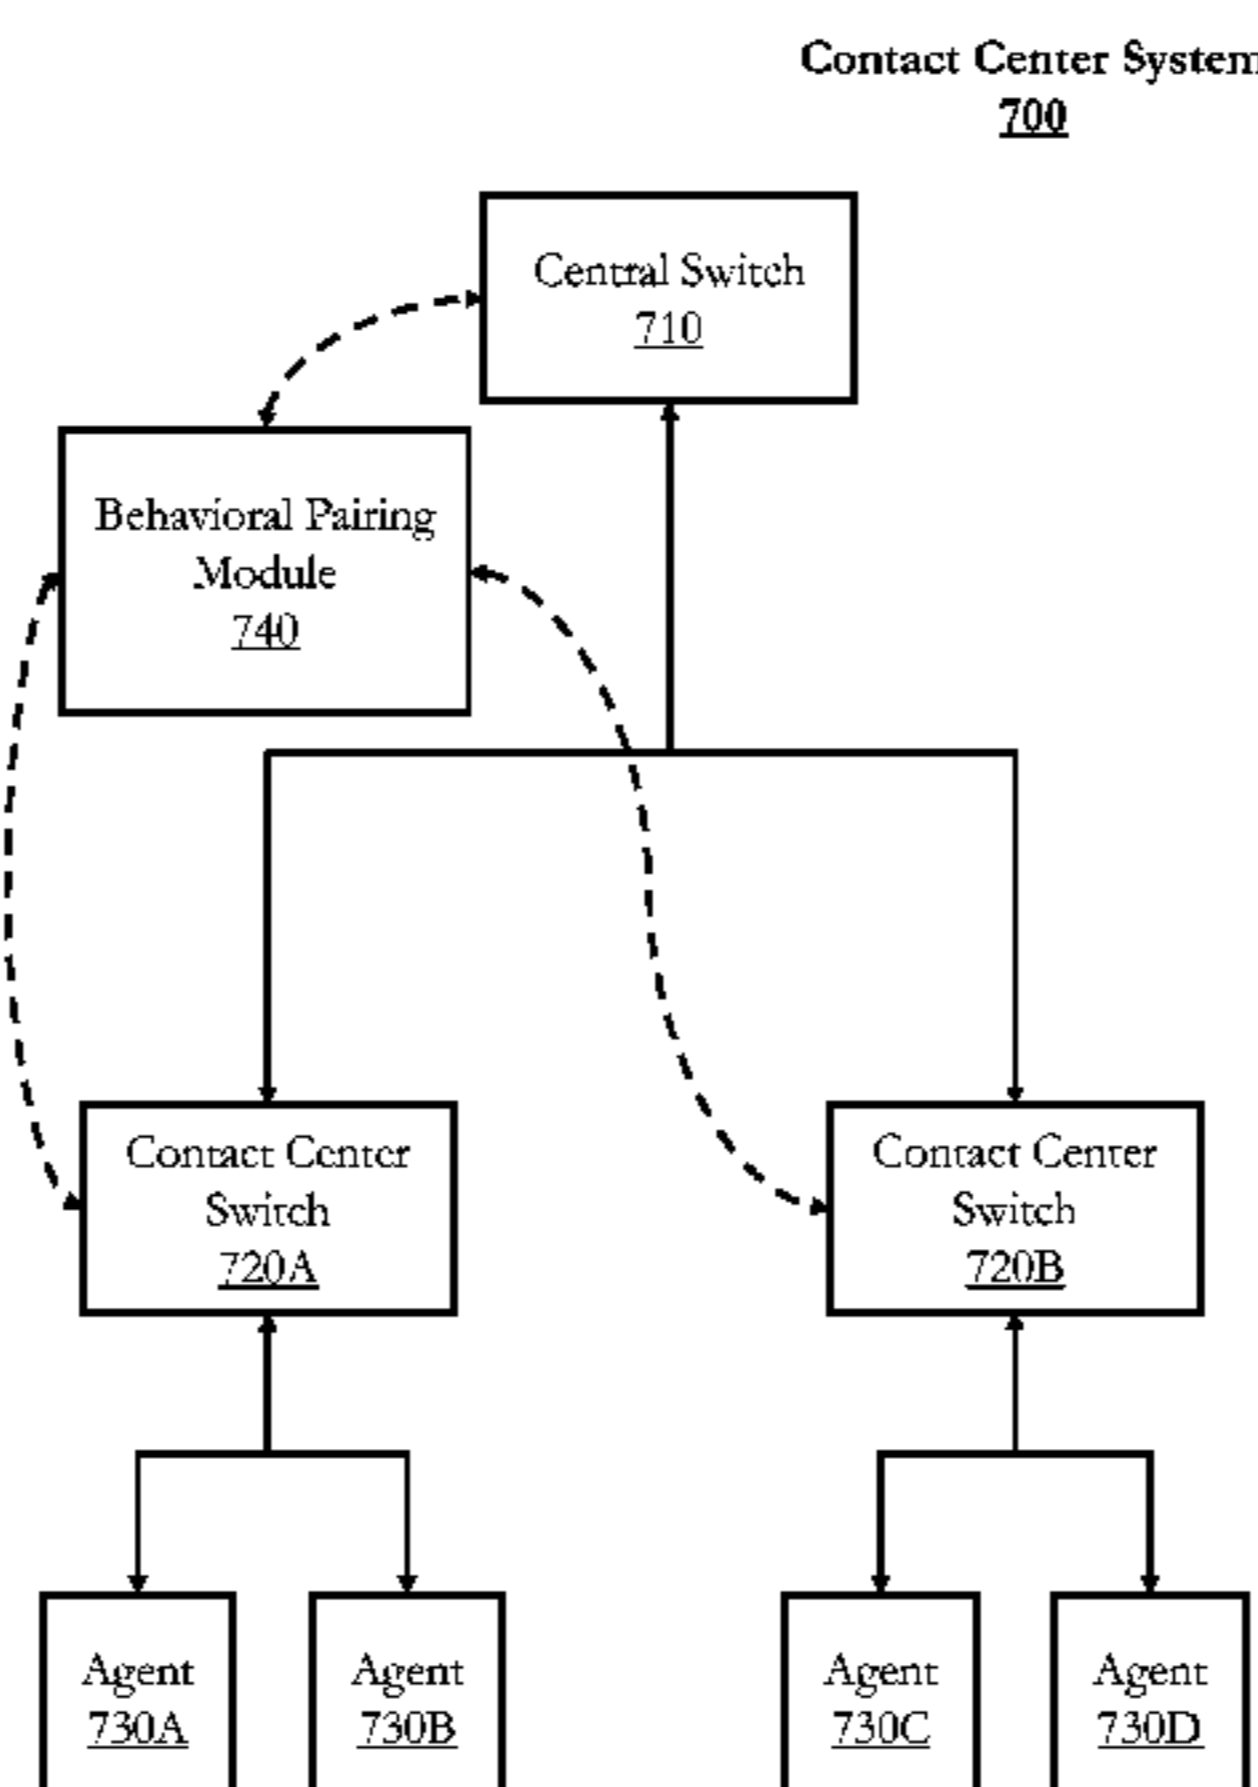 Contact Center System
700
Central Switch
710
Behavioral Pairing
Module
740
Contact Center
Switch
720A
Contact Center
Switch
720B
Agent
730A
Agent
730B
Agent
730C
Agent
730D